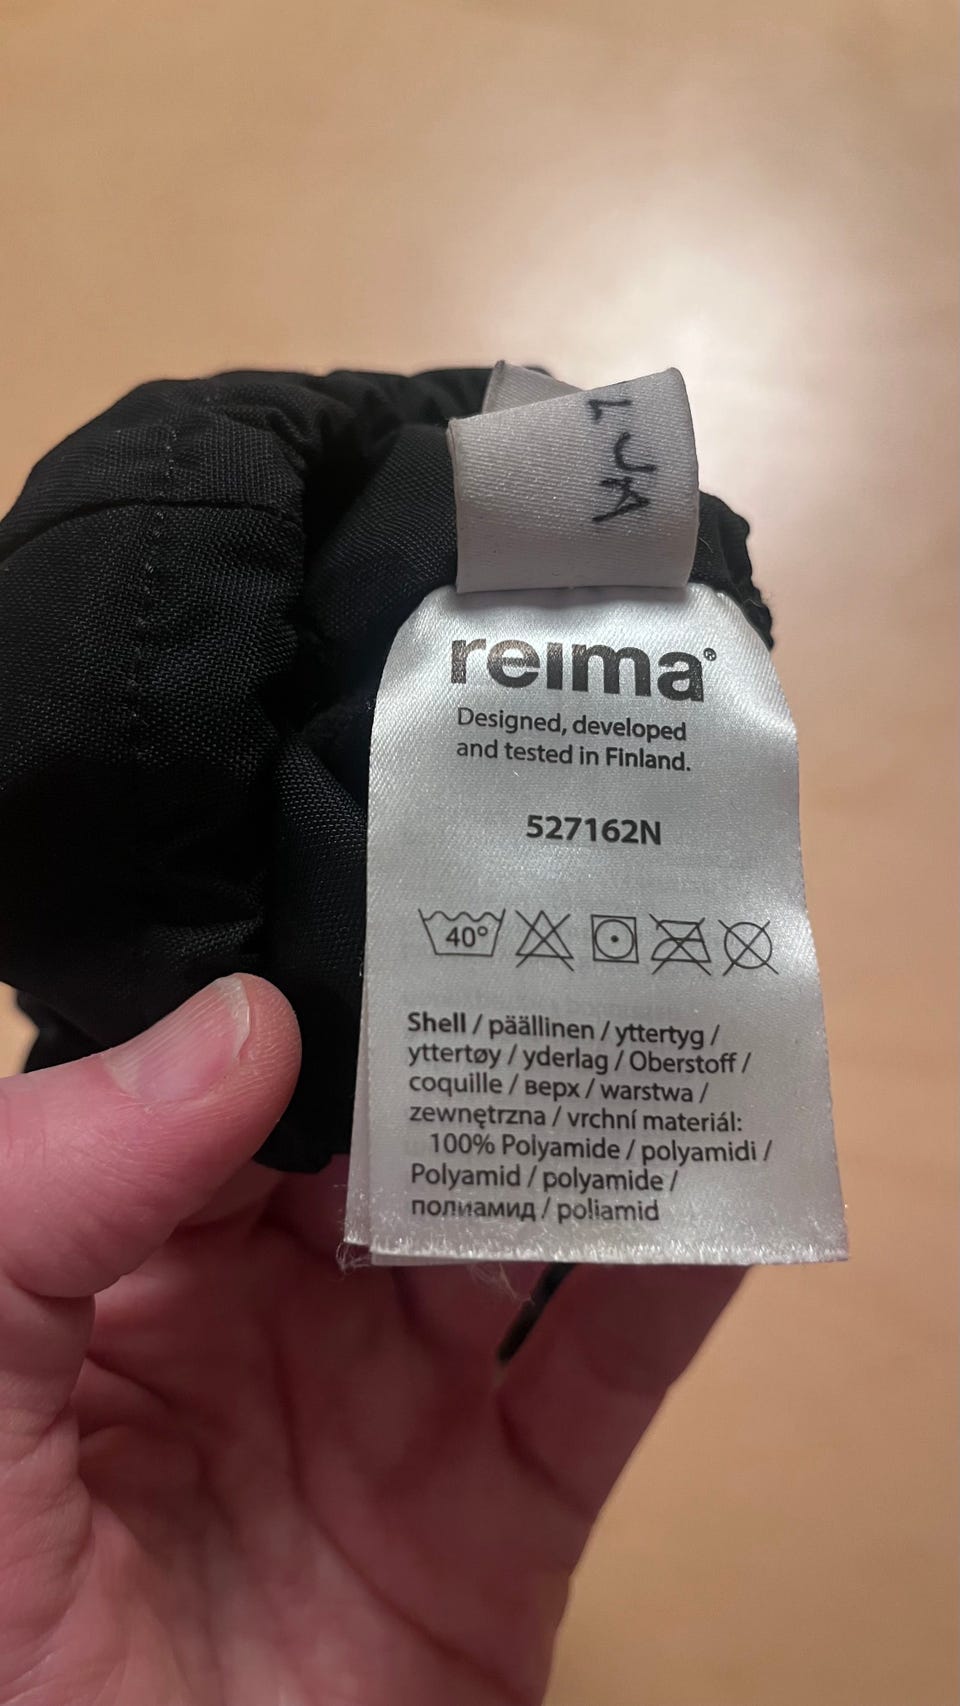 LJA
reima®
Designed, developed
and tested in Finland.
527162N
40°
Shell / päällinen / yttertyg /
yttertøy / yderlag / Oberstoff /
coquille / верх / warstwa /
zewnętrzna / vrchní materiál:
100% Polyamide / polyamidi /
Polyamid / polyamide /
полиамид / poliamid